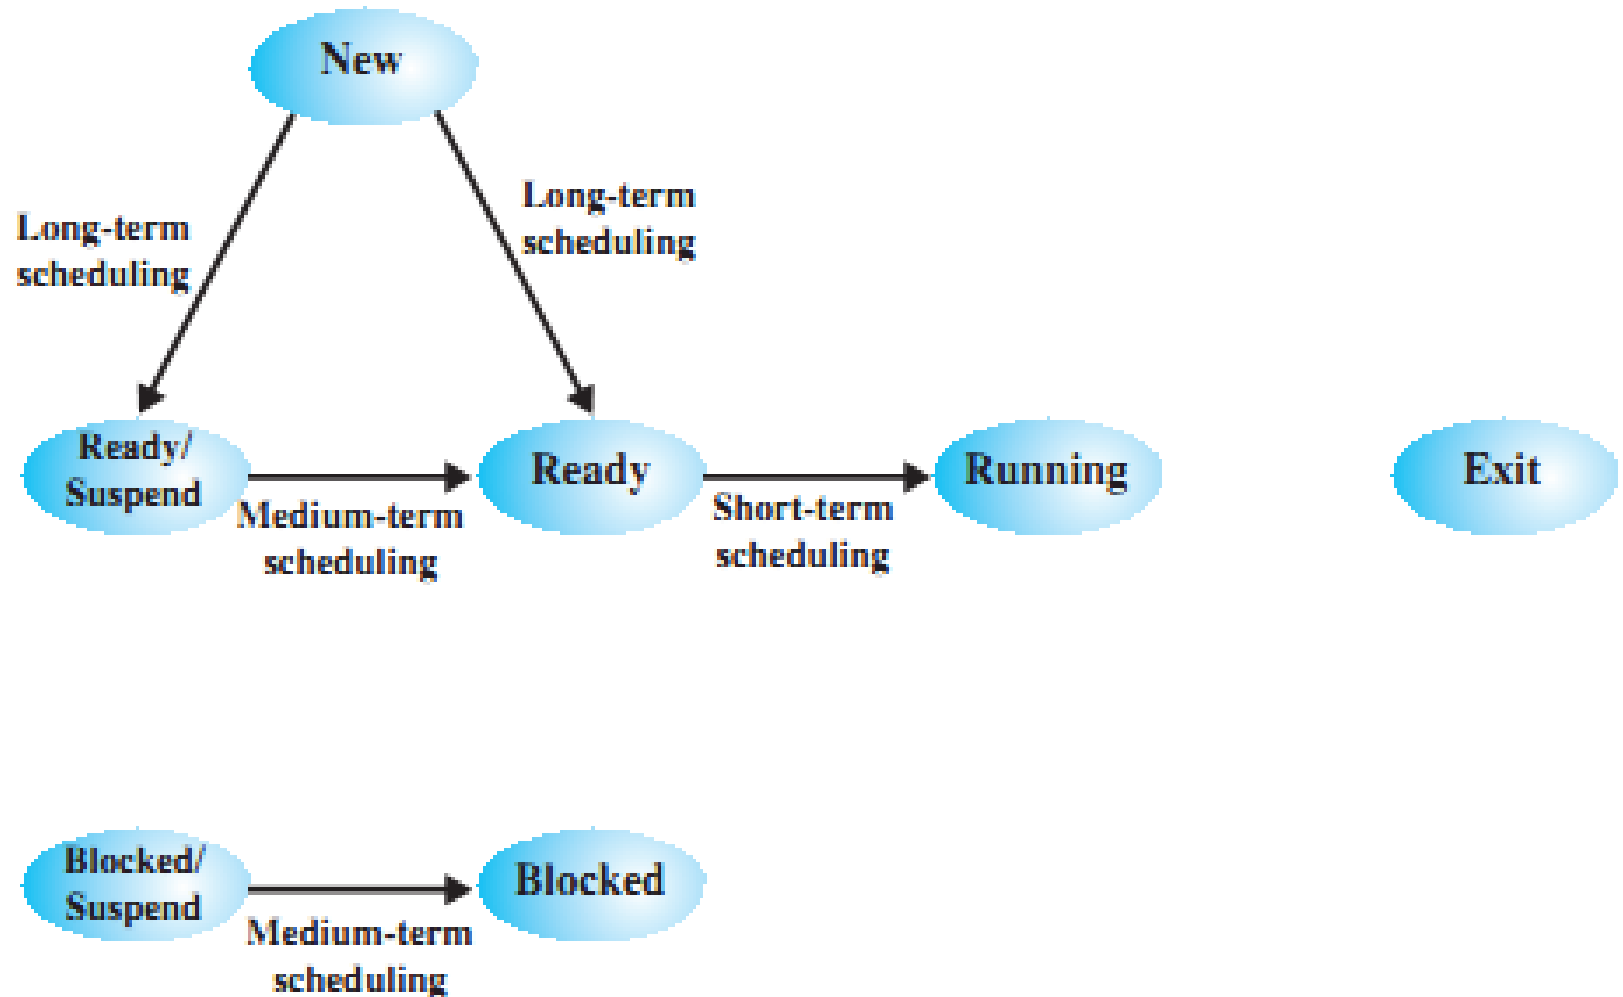 New
Long-term
scheduling
Long-term
scheduling
Ready/
Suspend
Medium-term
scheduling
Ready
Short-term
scheduling
Running
Exit
Blocked/
Suspend
Medium-term
scheduling
Blocked